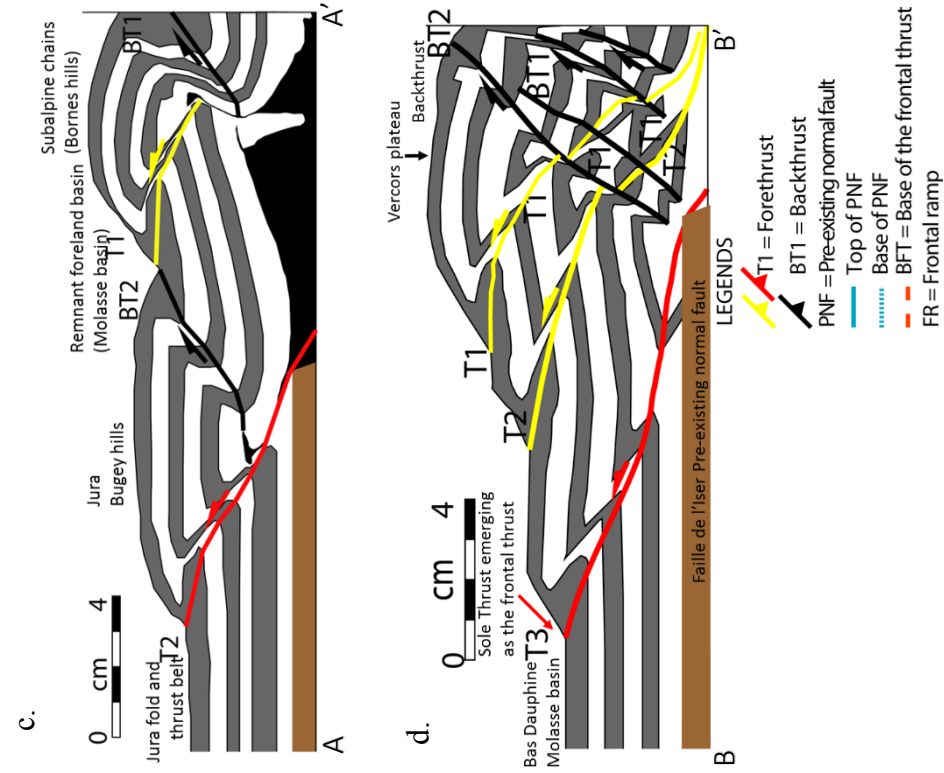 c.
0 cm 4
Jura fold and
thrust belt
T2
Jura
Bugey hills
Remnant foreland basin
(Molasse basin)
BT2
T1
Subalpine chains
(Bornes hills)
BT1
A
A'
d.
0 cm 4
Sole Thrust emerging
as the frontal thrust
Bas Dauphine
Molasse basin
T3
T2
T1
T1
Vercors plateau
Backthrust
BT2
BT1
T1
T1
T2
Faille de l'Iser Pre-existing normal fault
B
B'
LEGENDS
T1 = Forethrust
BT1 = Backthrust
PNF = Pre-existing normal fault
Top of PNF
Base of PNF
BFT = Base of the frontal thrust
FR = Frontal ramp